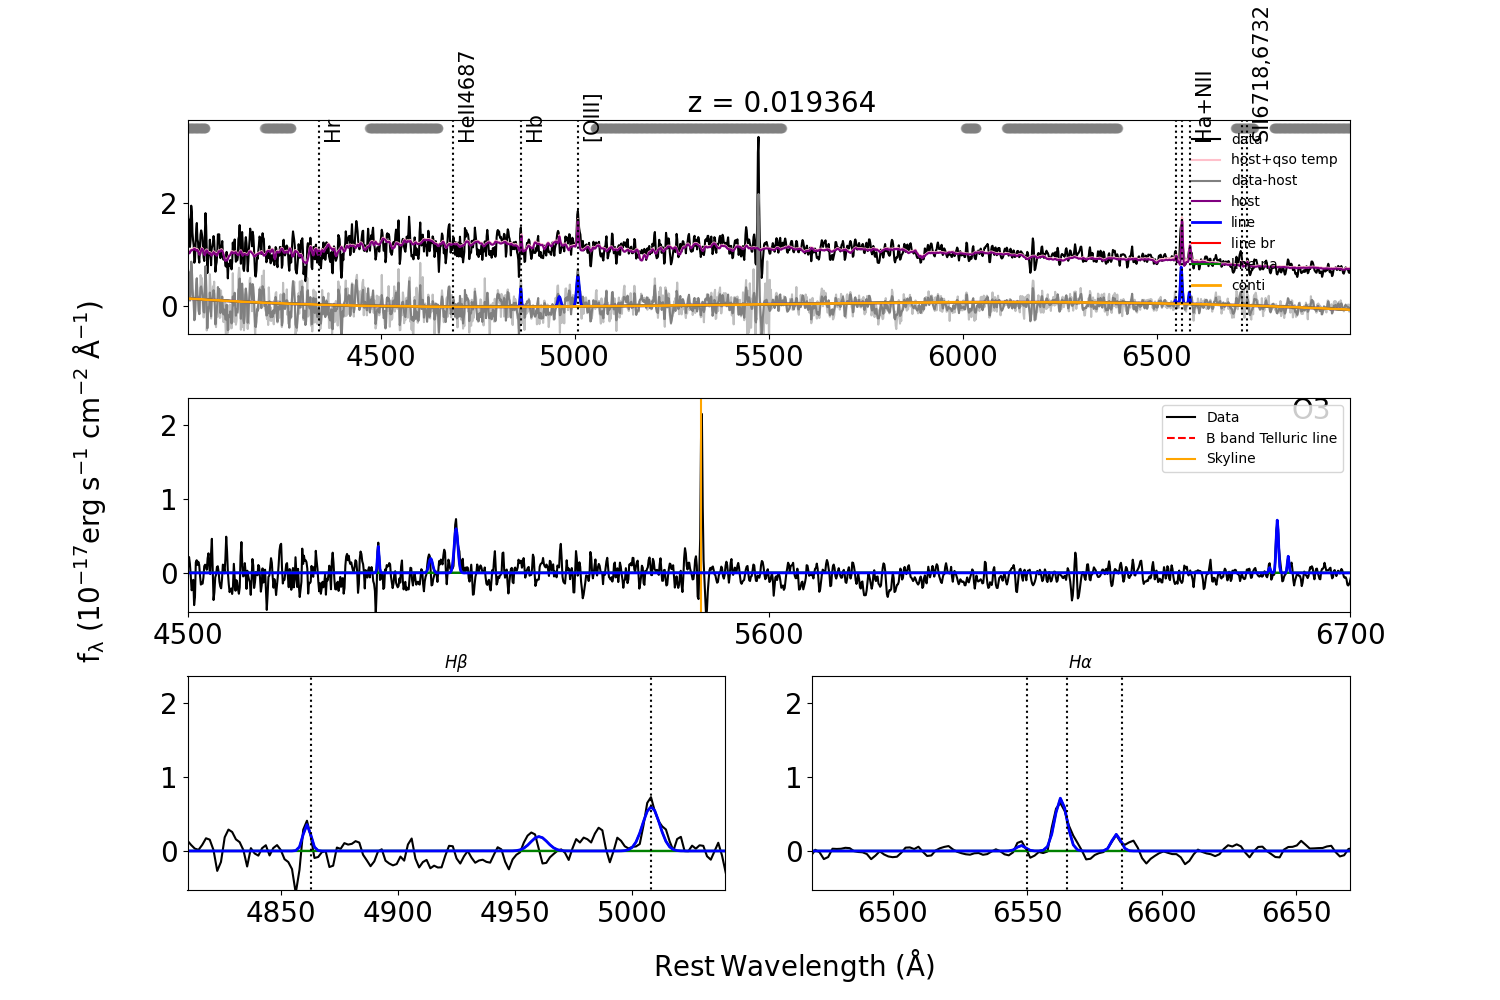 z = 0.019364
Hr
HeII4687
Hb
[OIII]
Ha+NII
SII6718,6732
data
host+qso temp
data-host
host
line
line br
conti
2
0
4500 5000 5500 6000 6500
fλ (10⁻¹⁷erg s⁻¹ cm⁻² Å⁻¹)
O3
Data
B band Telluric line
Skyline
2
1
0
4500 5600 6700
Hβ
2
1
0
4850 4900 4950 5000
Hα
2
1
0
6500 6550 6600 6650
Rest Wavelength (Å)